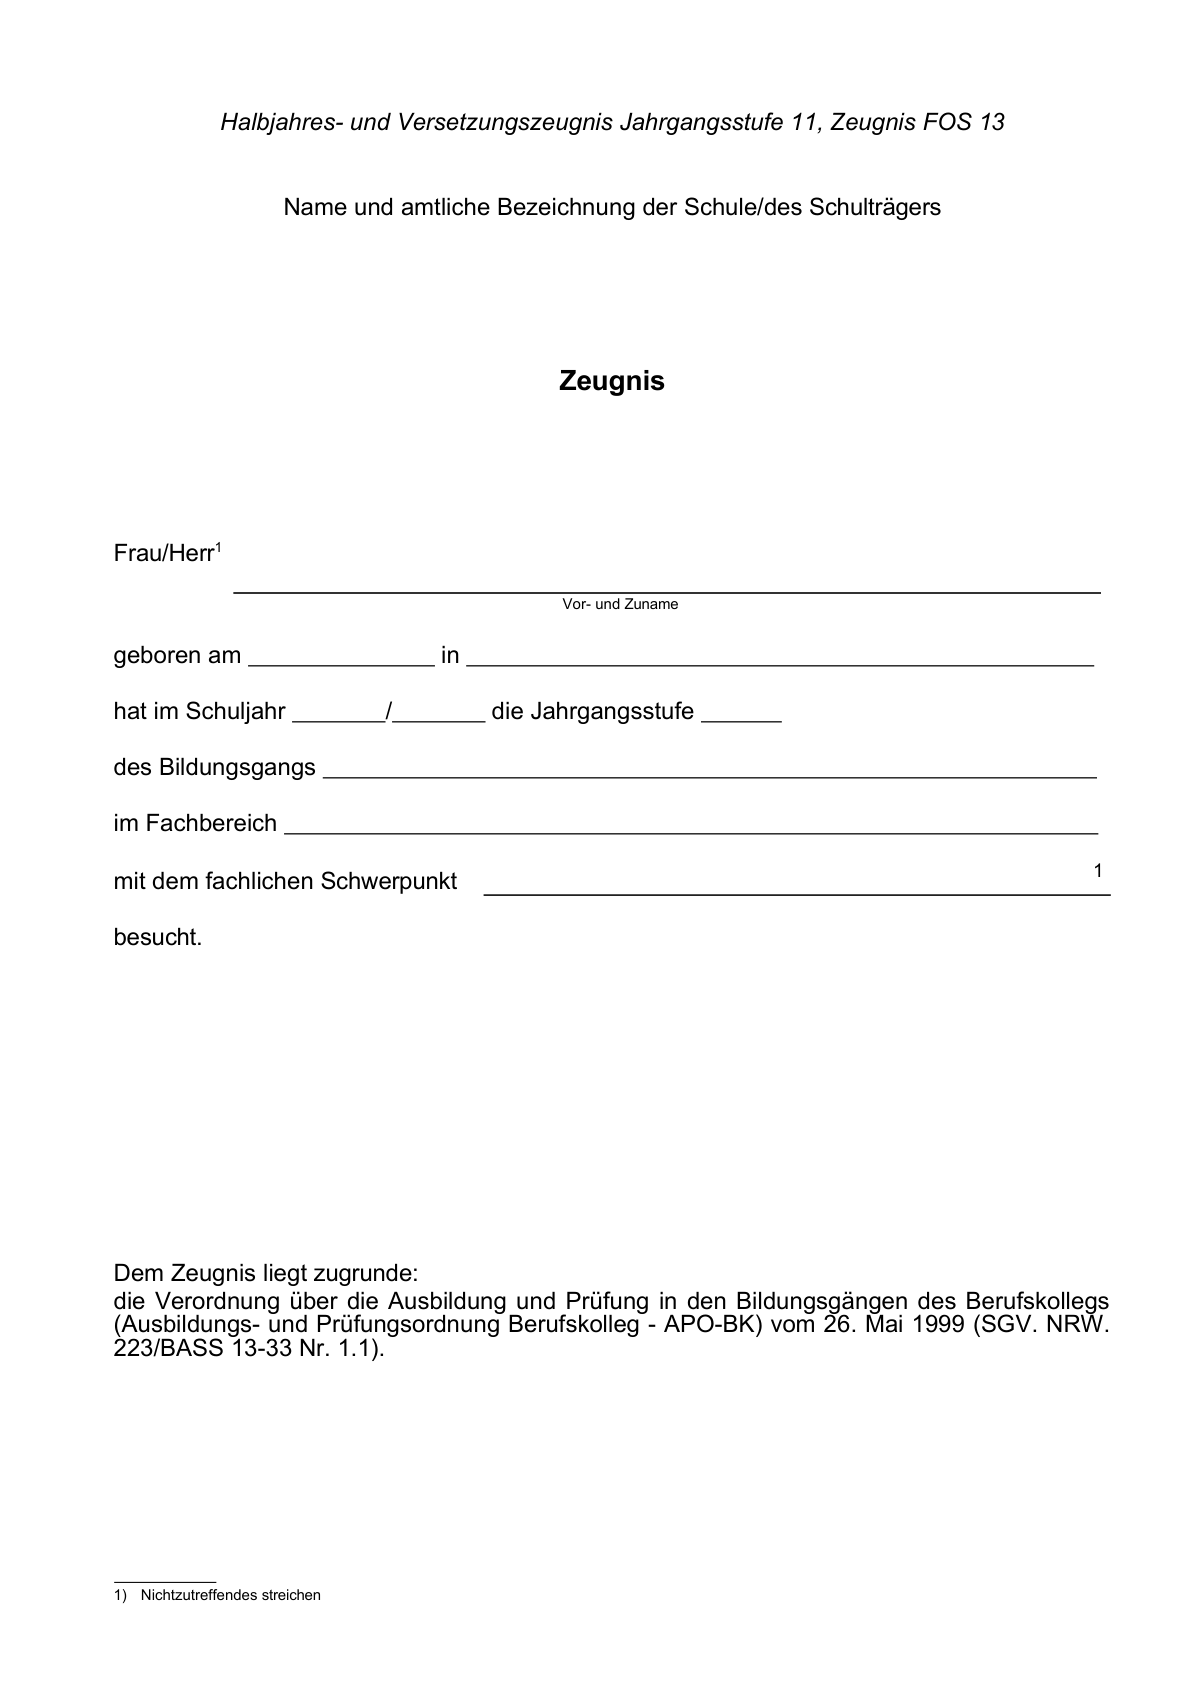 Halbjahres- und Versetzungszeugnis Jahrgangsstufe 11, Zeugnis FOS 13
Name und amtliche Bezeichnung der Schule/des Schulträgers
Zeugnis
Frau/Herr¹
Vor- und Zuname
geboren am ______________ in _______________________________________________
hat im Schuljahr _______/_______ die Jahrgangsstufe ______
des Bildungsgangs __________________________________________________________
im Fachbereich _____________________________________________________________
mit dem fachlichen Schwerpunkt 1
besucht.
Dem Zeugnis liegt zugrunde:
die Verordnung über die Ausbildung und Prüfung in den Bildungsgängen des Berufskollegs
(Ausbildungs- und Prüfungsordnung Berufskolleg - APO-BK) vom 26. Mai 1999 (SGV. NRW.
223/BASS 13-33 Nr. 1.1).
1) Nichtzutreffendes streichen